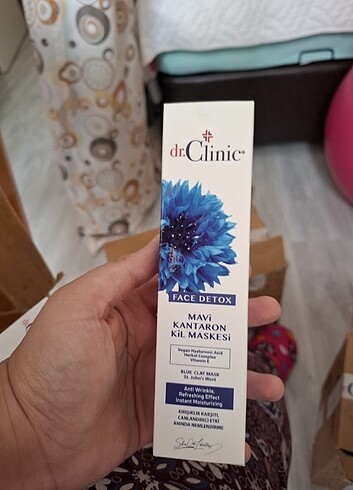 dr.Clinic®
FACE DETOX
MAVİ
KANTARON
KİL MASKESİ
Vegan Hyaluronic Acid
Herbal Complex
Vitamin E
BLUE CLAY MASK
St. John's Wort
Anti Wrinkle,
Refreshing Effect
Instant Moisturizing
KIRIŞIKLIK KARŞITI,
CANLANDIRICI ETKİ
ANINDA NEMLENDİRME